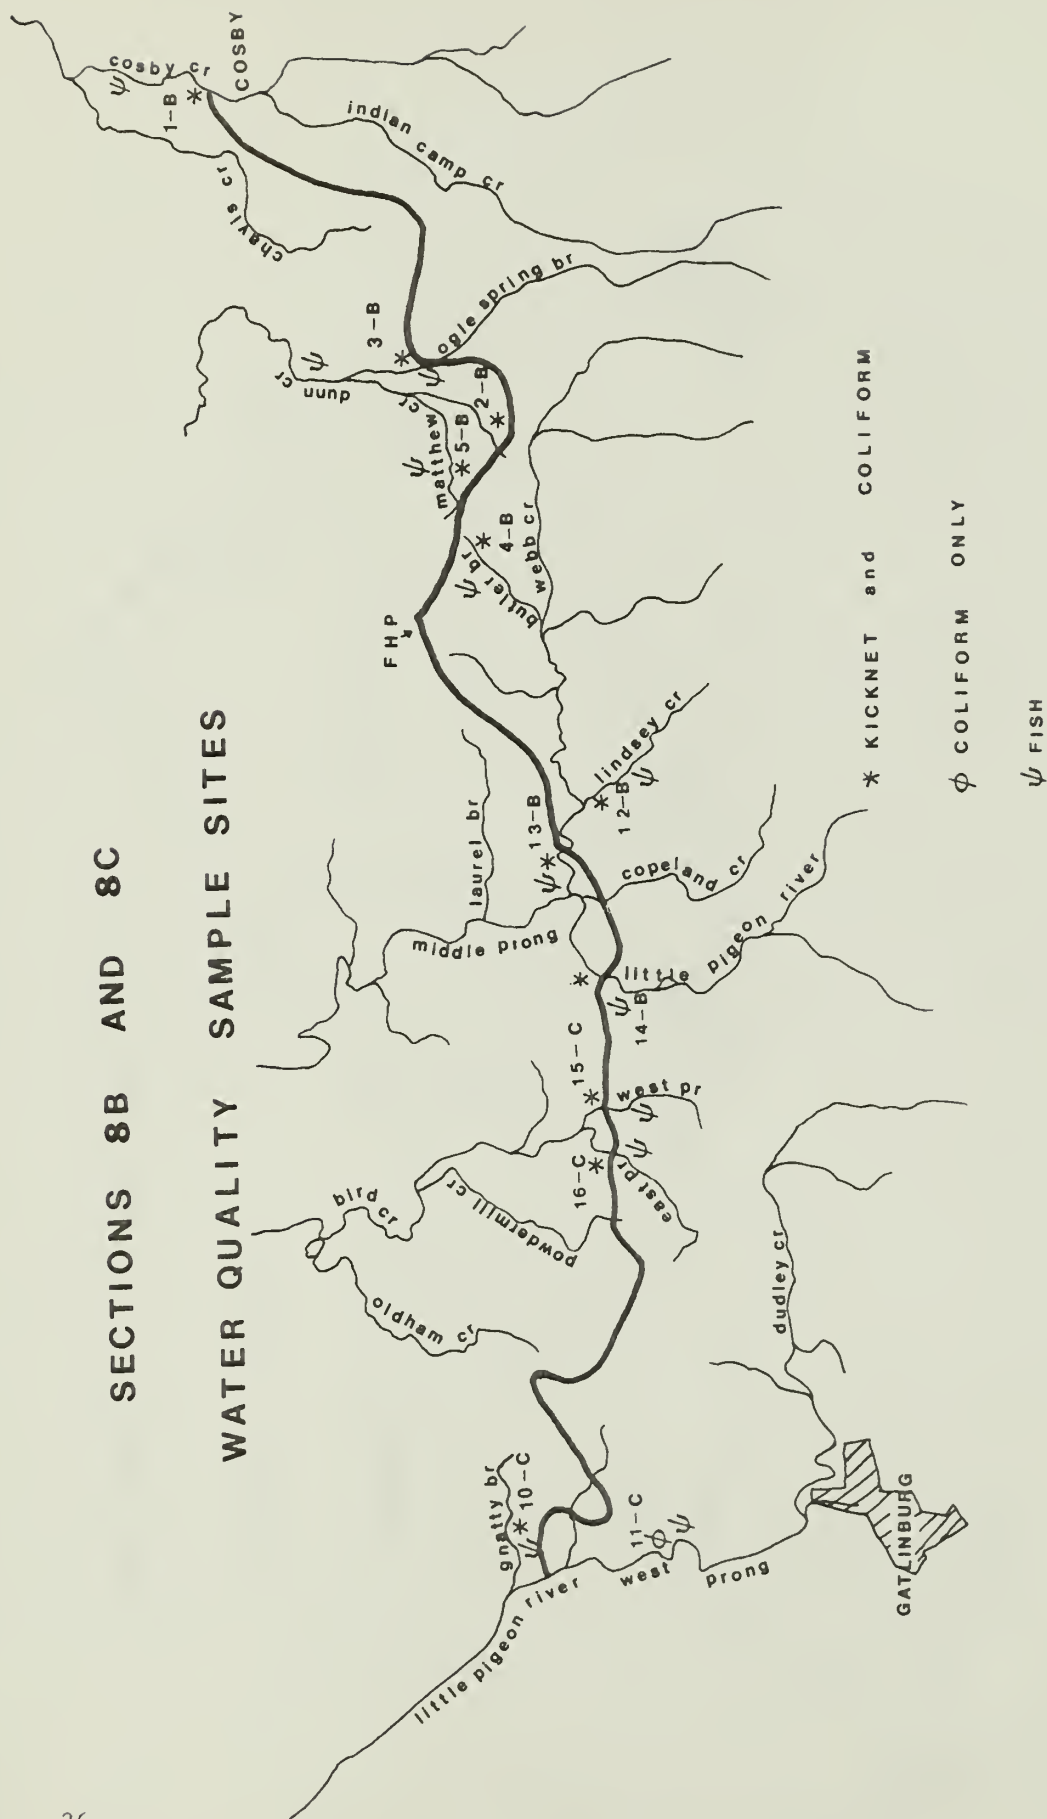 SECTIONS 8B AND 8C
WATER QUALITY SAMPLE SITES
cosby cr
COSBY
1-B
chavis cr
indian camp cr
3-B
ogle spring br
dunn cr
2-B
matthew cr
5-B
4-B
butler br
webb cr
FHP
lindsey cr
12-B
13-B
laurel br
middle prong
copeland cr
little pigeon river
14-B
15-C
west pr
16-C
east pr
bird cr
powdermill cr
oldham cr
dudley cr
gnatty br
10-C
11-C
west prong
little pigeon river
GATLINBURG
* KICKNET and COLIFORM
ϕ COLIFORM ONLY
ψ FISH